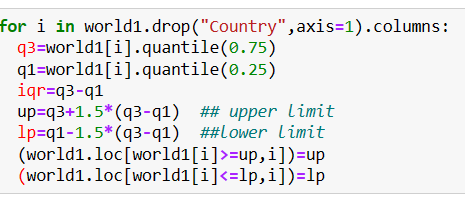 for i in world1.drop("Country",axis=1).columns:
  q3=world1[i].quantile(0.75)
  q1=world1[i].quantile(0.25)
  iqr=q3-q1
  up=q3+1.5*(q3-q1)  ## upper limit
  lp=q1-1.5*(q3-q1)  ##lower limit
  (world1.loc[world1[i]>=up,i])=up
  (world1.loc[world1[i]<=lp,i])=lp